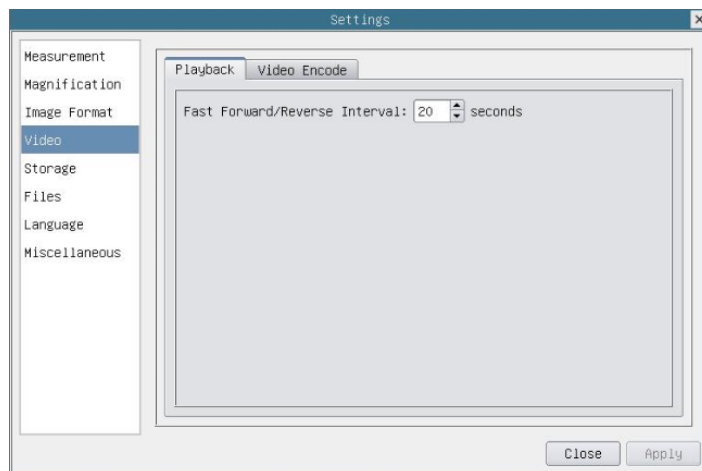 Settings
Measurement
Magnification
Image Format
Video
Storage
Files
Language
Miscellaneous
Playback
Video Encode
Fast Forward/Reverse Interval: 20 seconds
Close
Apply